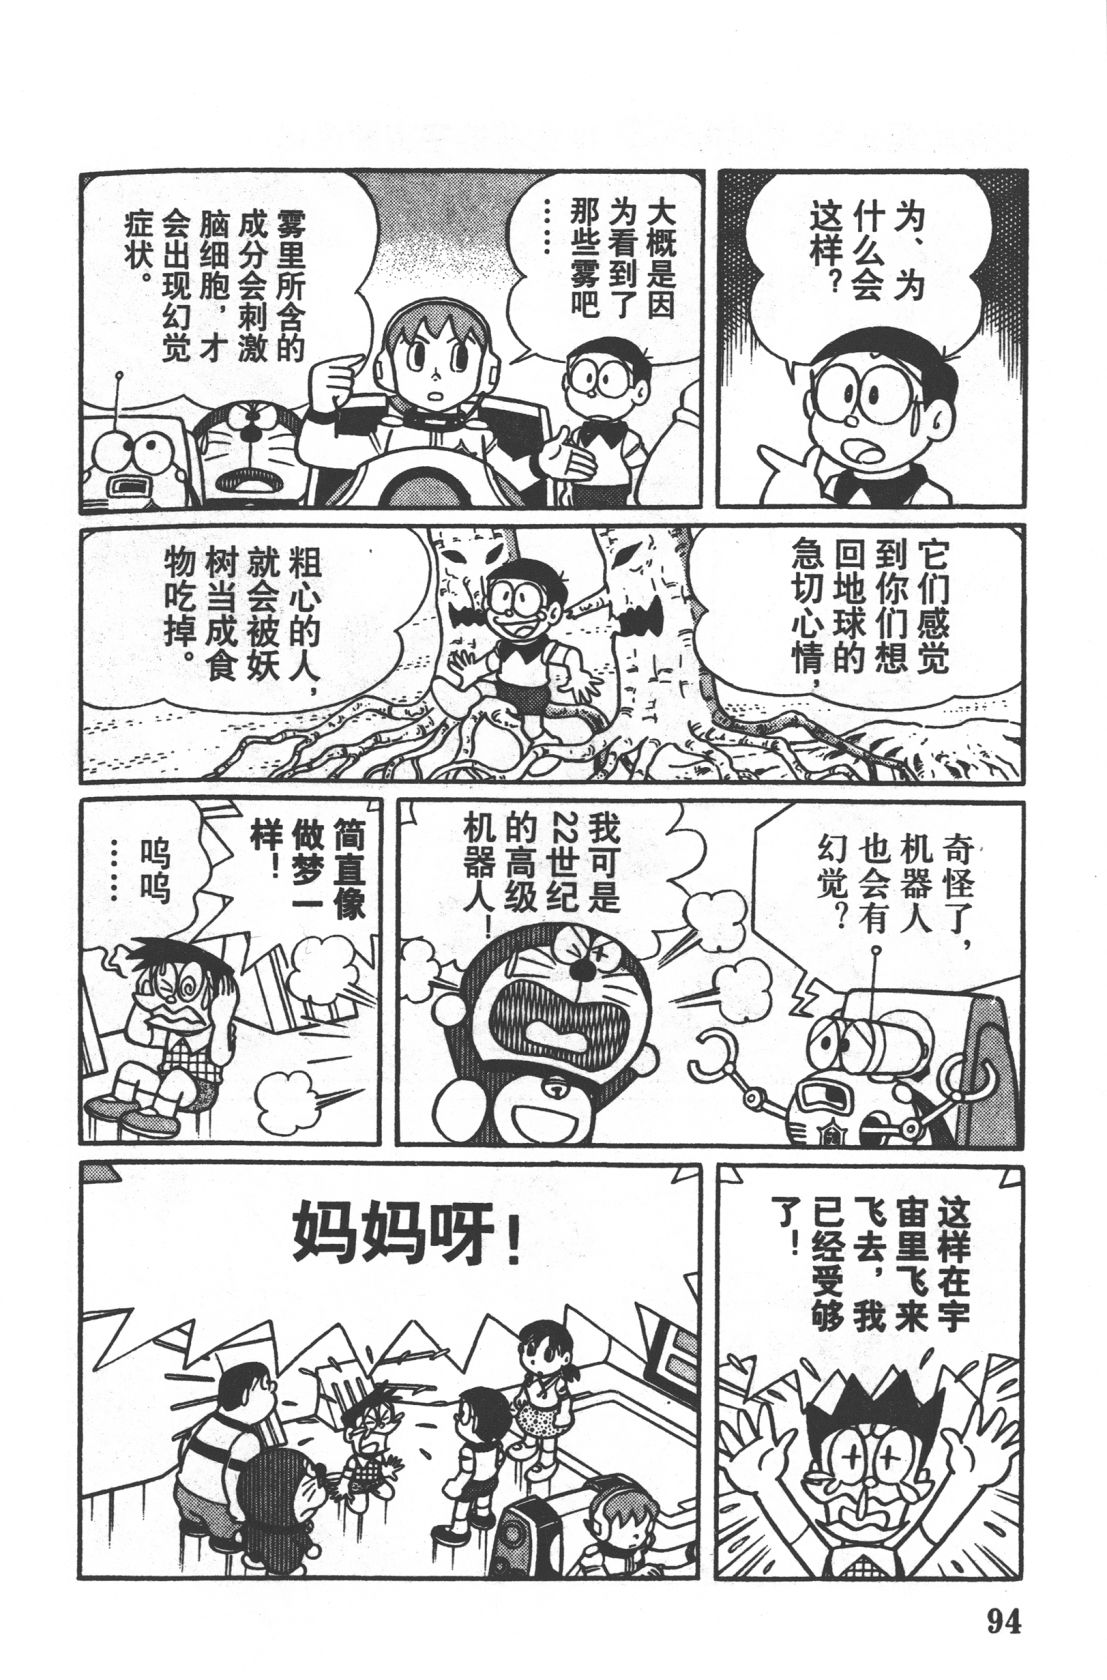 为、为
什么会
这样？
大概是因
为看到了
那些雾吧
……
雾里所含的
成分会刺激
脑细胞，才
会出现幻觉
症状。
它们感觉
到你们想
回地球的
急切心情，
粗心的人，
就会被妖
树当成食
物吃掉。
奇怪了，
机器人
也会有
幻觉？
我可是
22世纪
的高级
机器人！
简直像
做梦一
样！
呜呜
……
这样在宇
宙里飞来
飞去，我
已经受够
了！
妈妈呀！
94